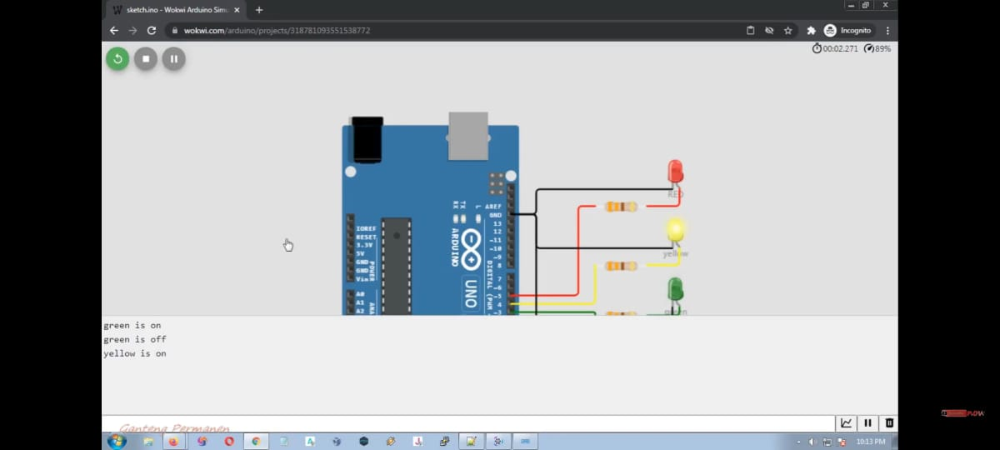 sketch.ino - Wokwi Arduino Simu
wokwi.com/arduino/projects/318781093551538772
Incognito
00:02.271 89%
RED
yellow
green
AREF
GND
13
12
~11
~10
~9
8
7
~6
~5
4
~3
DIGITAL (PWM
L
TX
RX
ARDUINO
UNO
IOREF
RESET
3.3V
5V
GND
GND
Vin
POWER
A0
A1
A2
ANA
green is on
green is off
yellow is on
Ganteng Permanen
10:13 PM